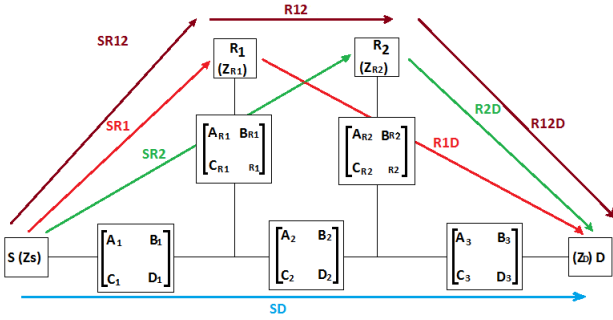 R12
SR12
R1
(ZR1)
R2
(ZR2)
SR1
SR2
R1D
R2D
R12D
AR1 BR1
CR1 R1
AR2 BR2
CR2 R2
S (Zs)
A1 B1
C1 D1
A2 B2
C2 D2
A3 B3
C3 D3
(ZD) D
SD